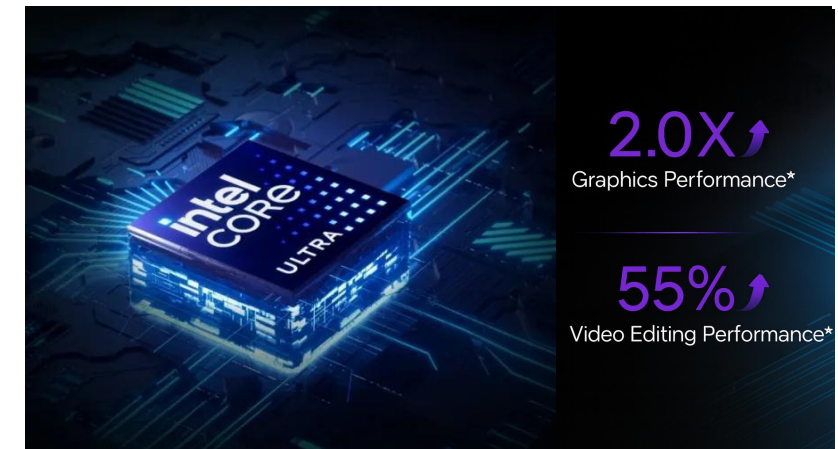 intel
CORE
ULTRA
2.0X
Graphics Performance*
55%
Video Editing Performance*